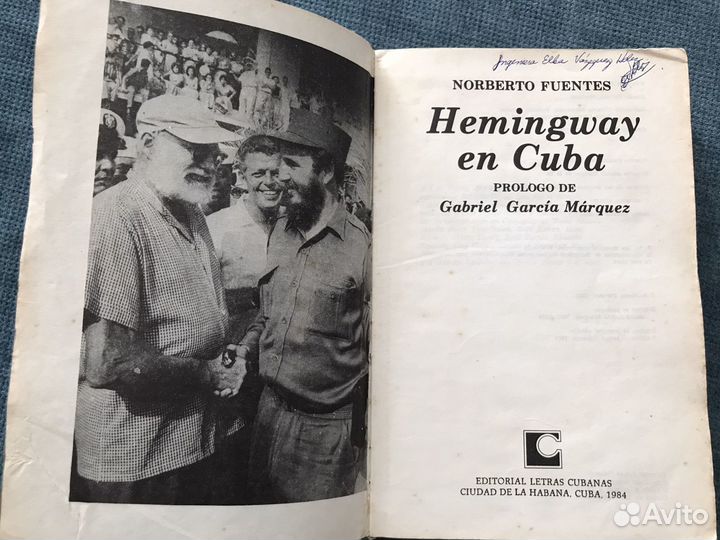 Ingeniera Elba Vázquez
NORBERTO FUENTES
Hemingway
en Cuba
PROLOGO DE
Gabriel García Márquez
EDITORIAL LETRAS CUBANAS
CIUDAD DE LA HABANA, CUBA, 1984
Avito